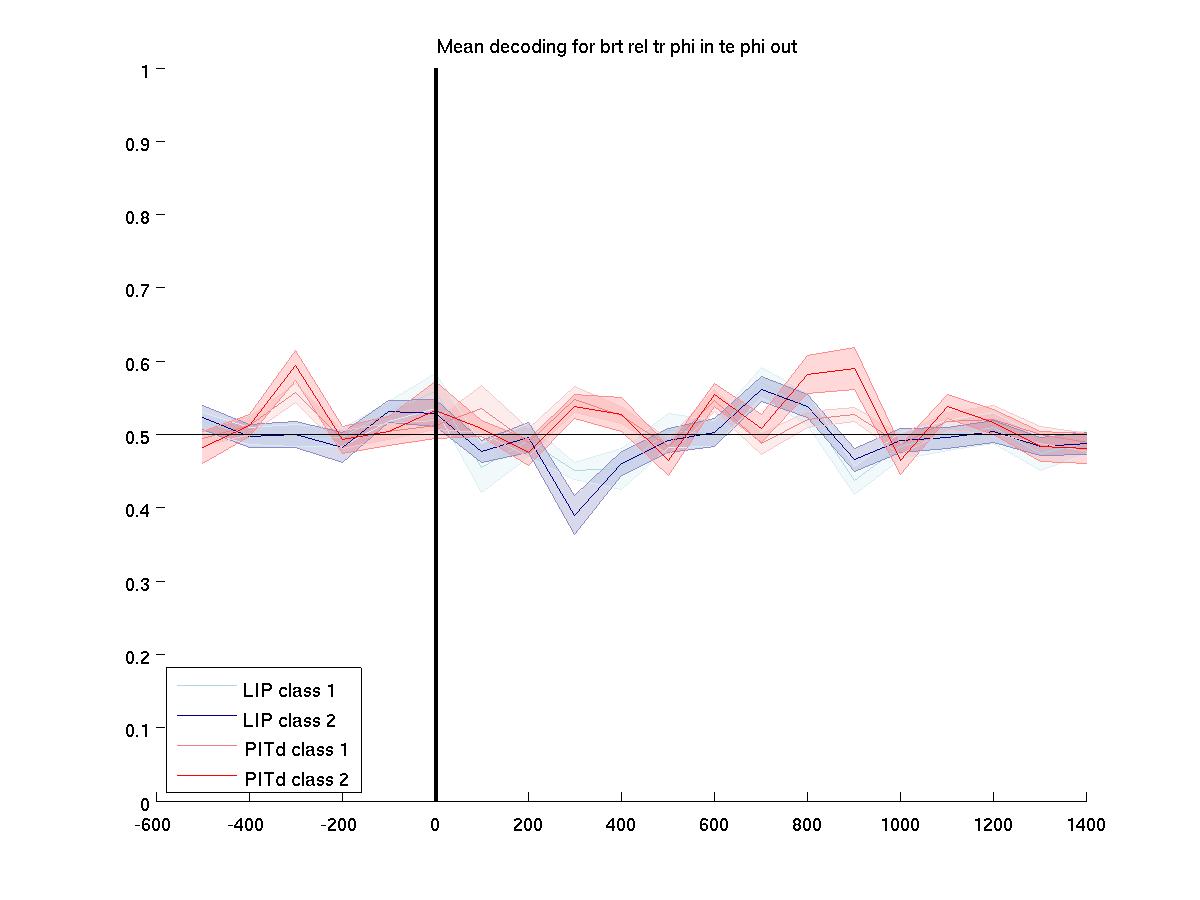 Mean decoding for brt rel tr phi in te phi out
1
0.9
0.8
0.7
0.6
0.5
0.4
0.3
0.2
0.1
0
LIP class 1
LIP class 2
PITd class 1
PITd class 2
-600 -400 -200 0 200 400 600 800 1000 1200 1400